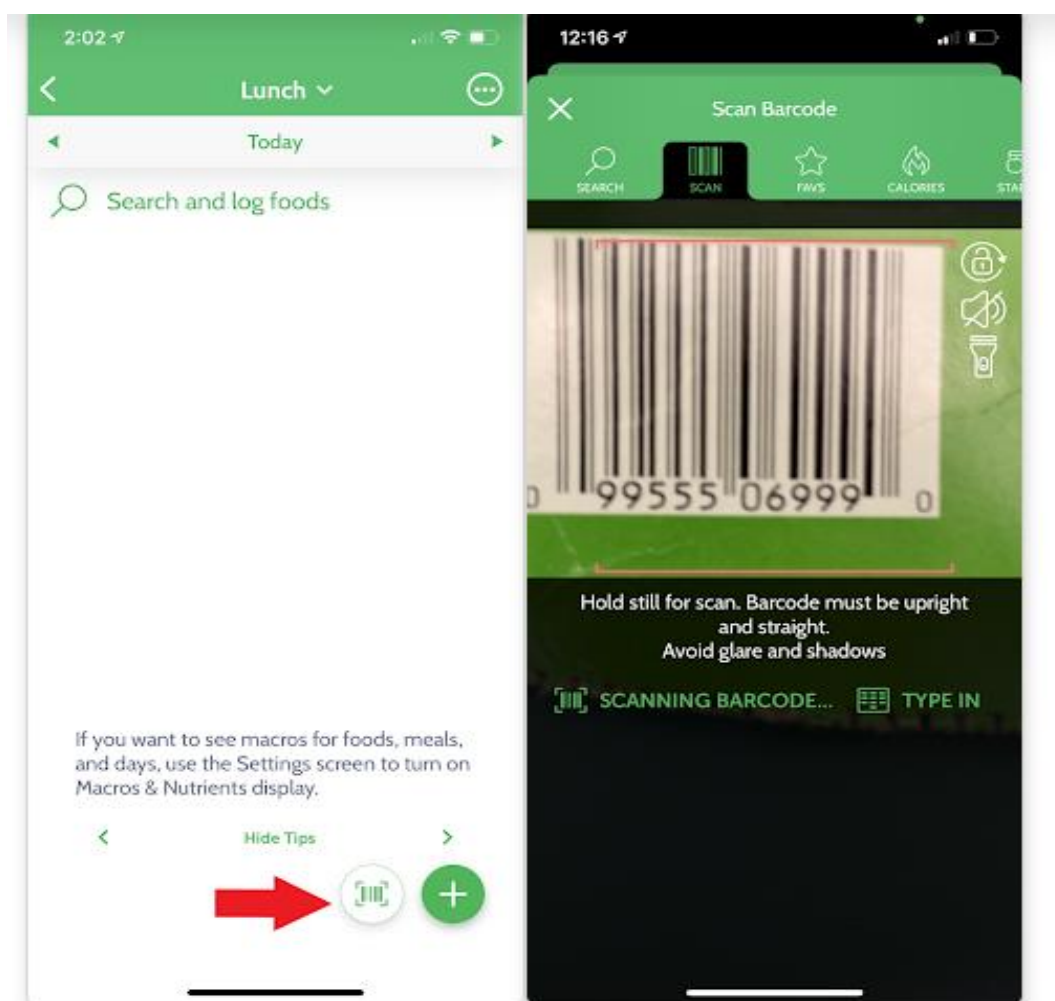 2:02
Lunch
Today
Search and log foods
If you want to see macros for foods, meals,
and days, use the Settings screen to turn on
Macros & Nutrients display.
Hide Tips
12:16
Scan Barcode
SEARCH
SCAN
FAVS
CALORIES
0 99555 06999 0
Hold still for scan. Barcode must be upright
and straight.
Avoid glare and shadows
SCANNING BARCODE... TYPE IN